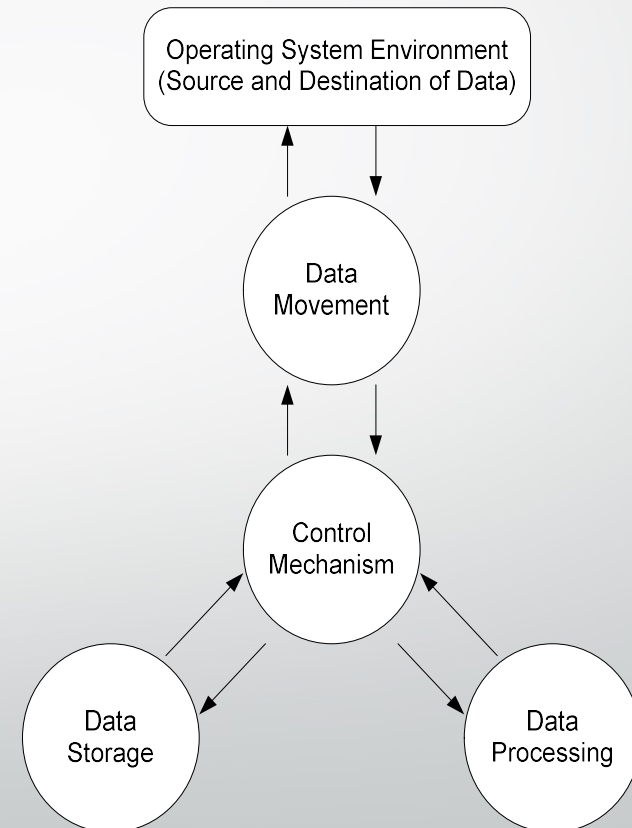 Operating System Environment
(Source and Destination of Data)
Data
Movement
Control
Mechanism
Data
Storage
Data
Processing